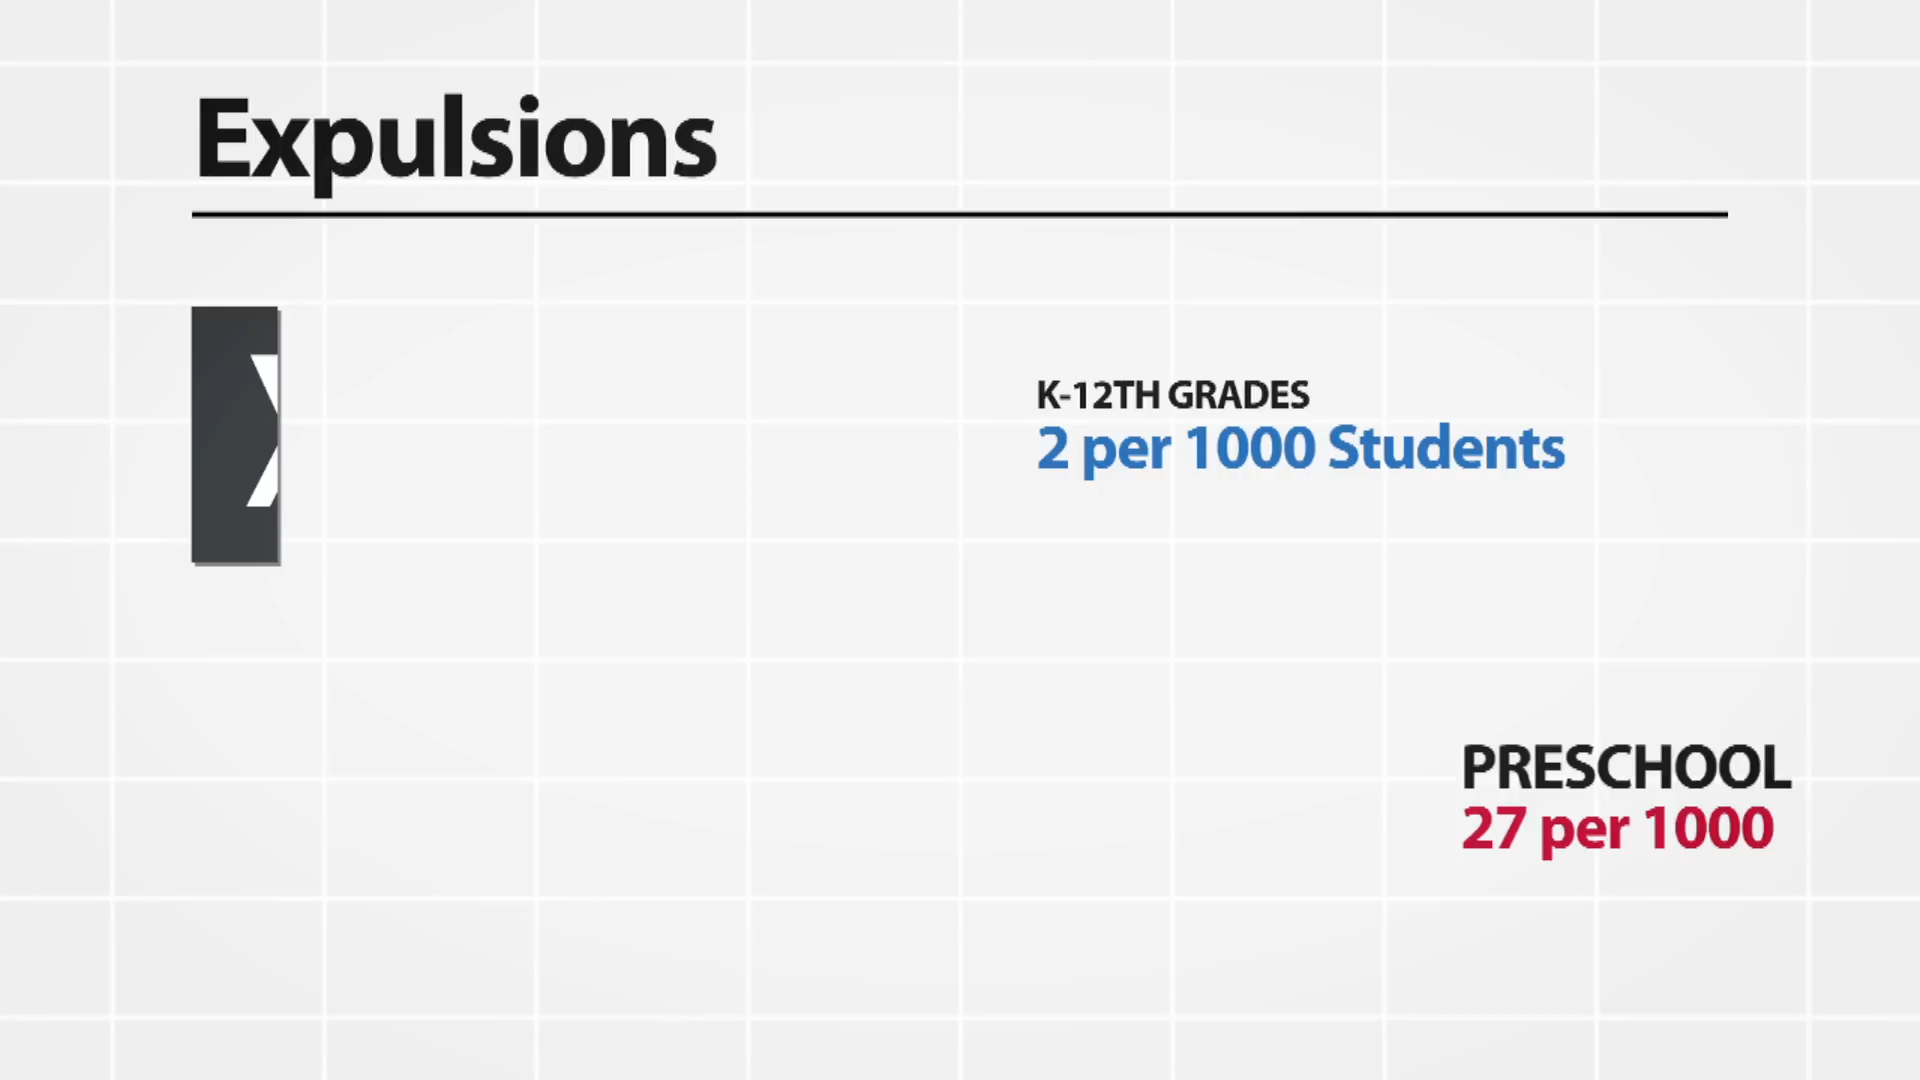 Expulsions
K-12TH GRADES
2 per 1000 Students
PRESCHOOL
27 per 1000